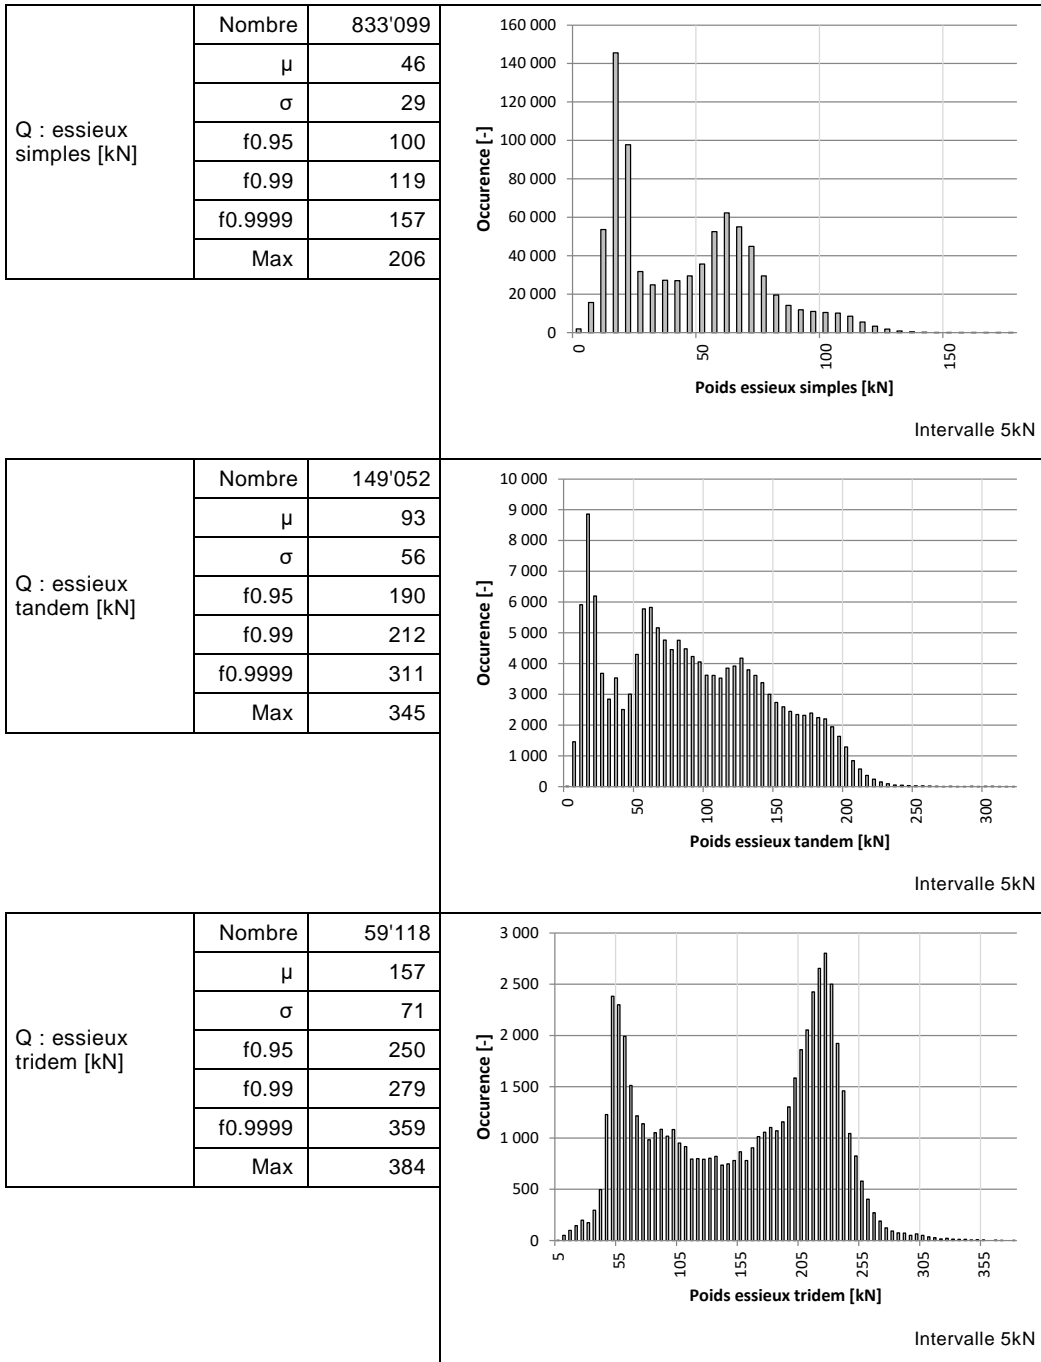 Q : essieux
simples [kN]
Nombre 833'099
μ 46
σ 29
f0.95 100
f0.99 119
f0.9999 157
Max 206
160 000
140 000
120 000
100 000
80 000
60 000
40 000
20 000
0
Occurence [-]
0 50 100 150
Poids essieux simples [kN]
Intervalle 5kN
Q : essieux
tandem [kN]
Nombre 149'052
μ 93
σ 56
f0.95 190
f0.99 212
f0.9999 311
Max 345
10 000
9 000
8 000
7 000
6 000
5 000
4 000
3 000
2 000
1 000
0
Occurence [-]
0 50 100 150 200 250 300
Poids essieux tandem [kN]
Intervalle 5kN
Q : essieux
tridem [kN]
Nombre 59'118
μ 157
σ 71
f0.95 250
f0.99 279
f0.9999 359
Max 384
3 000
2 500
2 000
1 500
1 000
500
0
Occurence [-]
5 55 105 155 205 255 305 355
Poids essieux tridem [kN]
Intervalle 5kN